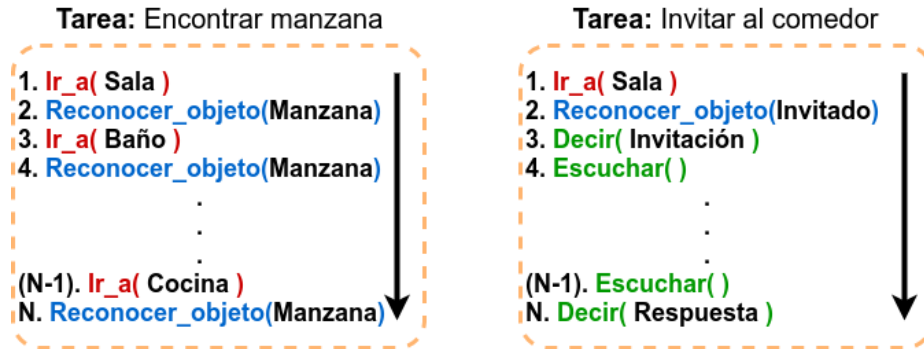 Tarea: Encontrar manzana
1. Ir_a( Sala )
2. Reconocer_objeto(Manzana)
3. Ir_a( Baño )
4. Reconocer_objeto(Manzana)
.
.
.
(N-1). Ir_a( Cocina )
N. Reconocer_objeto(Manzana)
Tarea: Invitar al comedor
1. Ir_a( Sala )
2. Reconocer_objeto(Invitado)
3. Decir( Invitación )
4. Escuchar( )
.
.
.
(N-1). Escuchar( )
N. Decir( Respuesta )